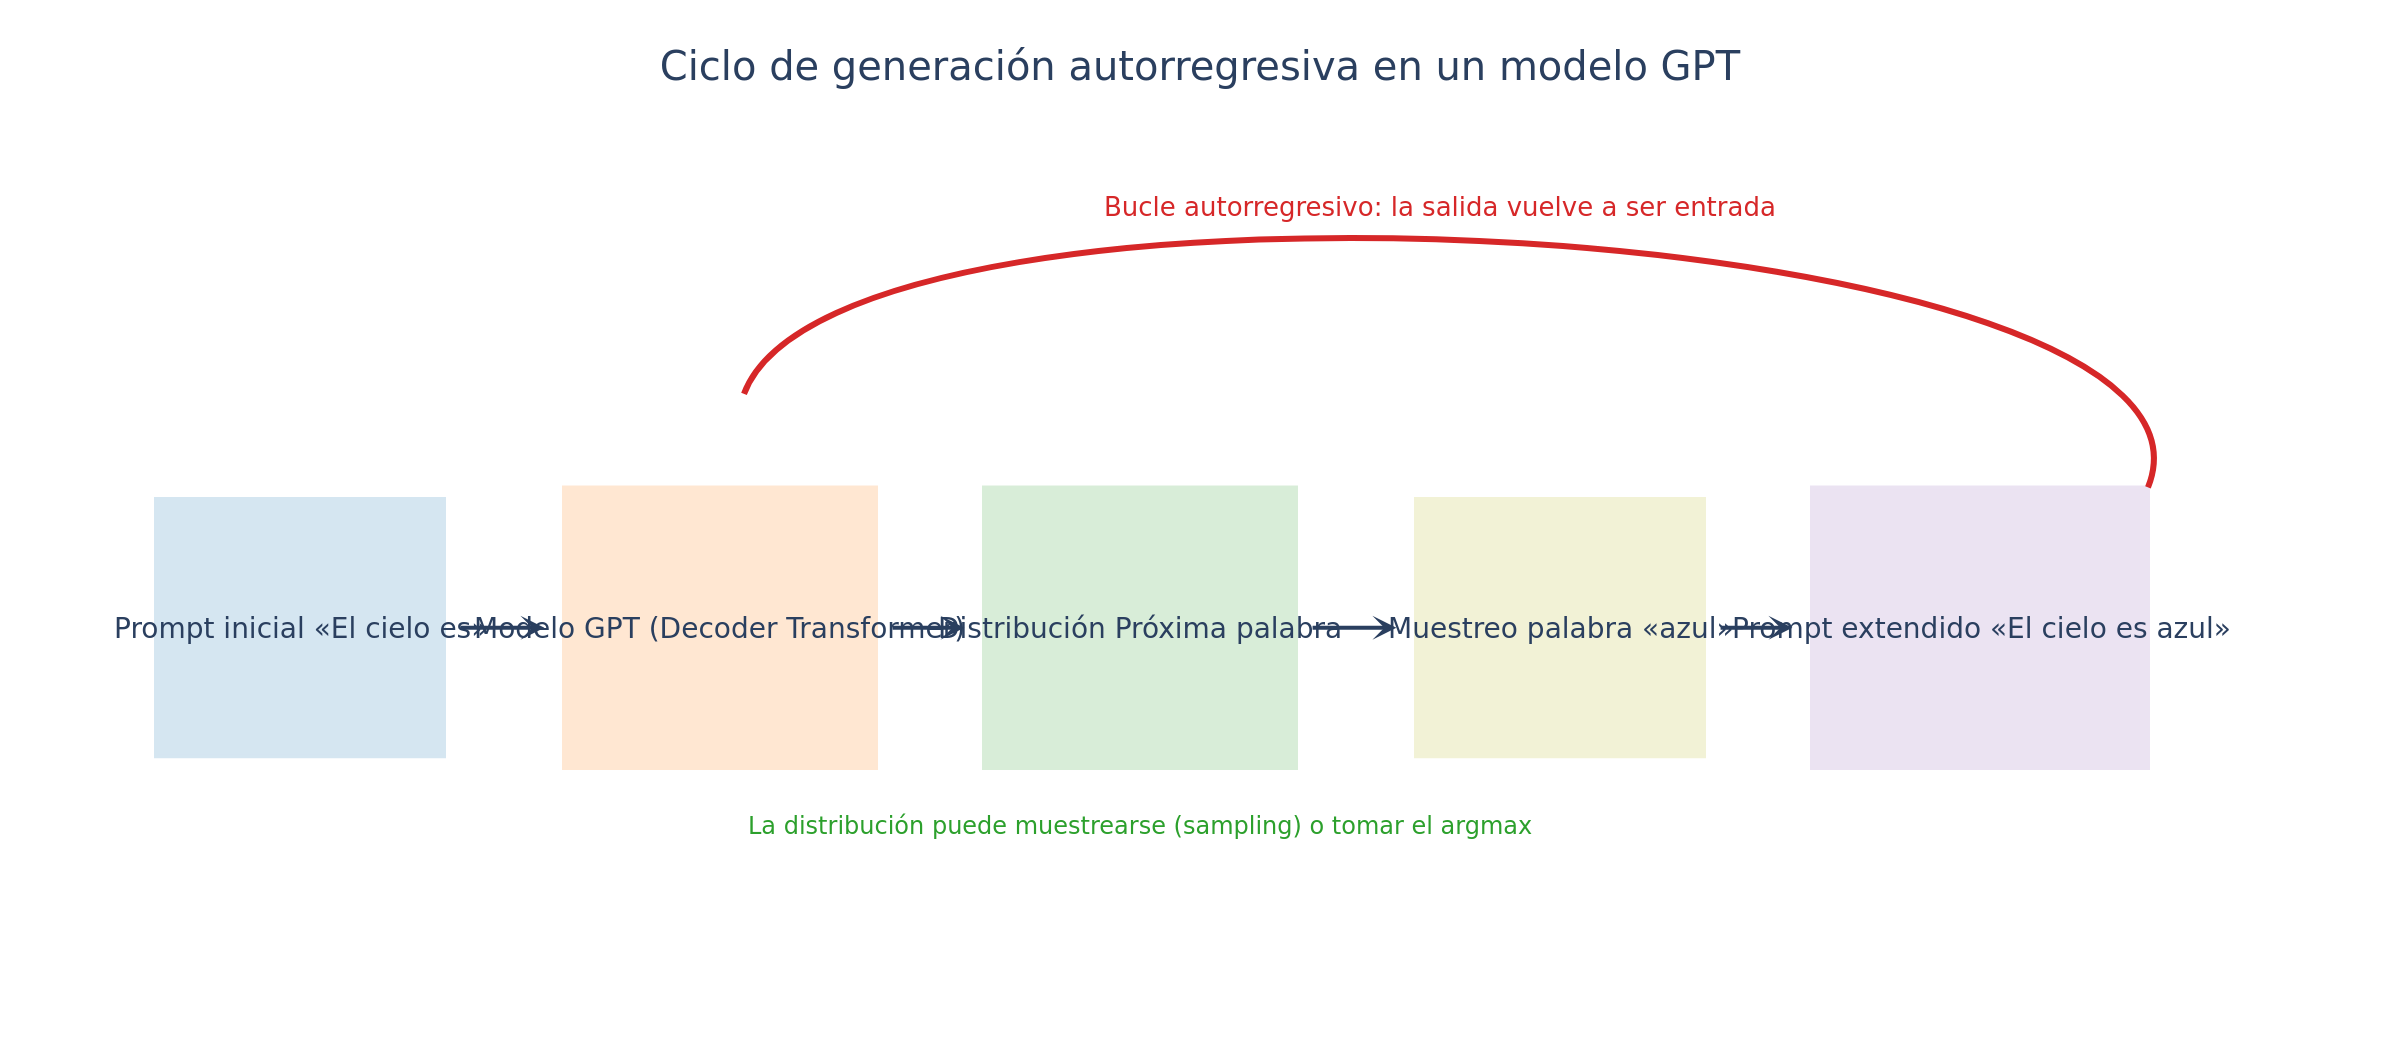 Ciclo de generación autorregresiva en un modelo GPT
Bucle autorregresivo: la salida vuelve a ser entrada
Prompt inicial «El cielo es»
Modelo GPT (Decoder Transformer)
Distribución Próxima palabra
Muestreo palabra «azul»
Prompt extendido «El cielo es azul»
La distribución puede muestrearse (sampling) o tomar el argmax